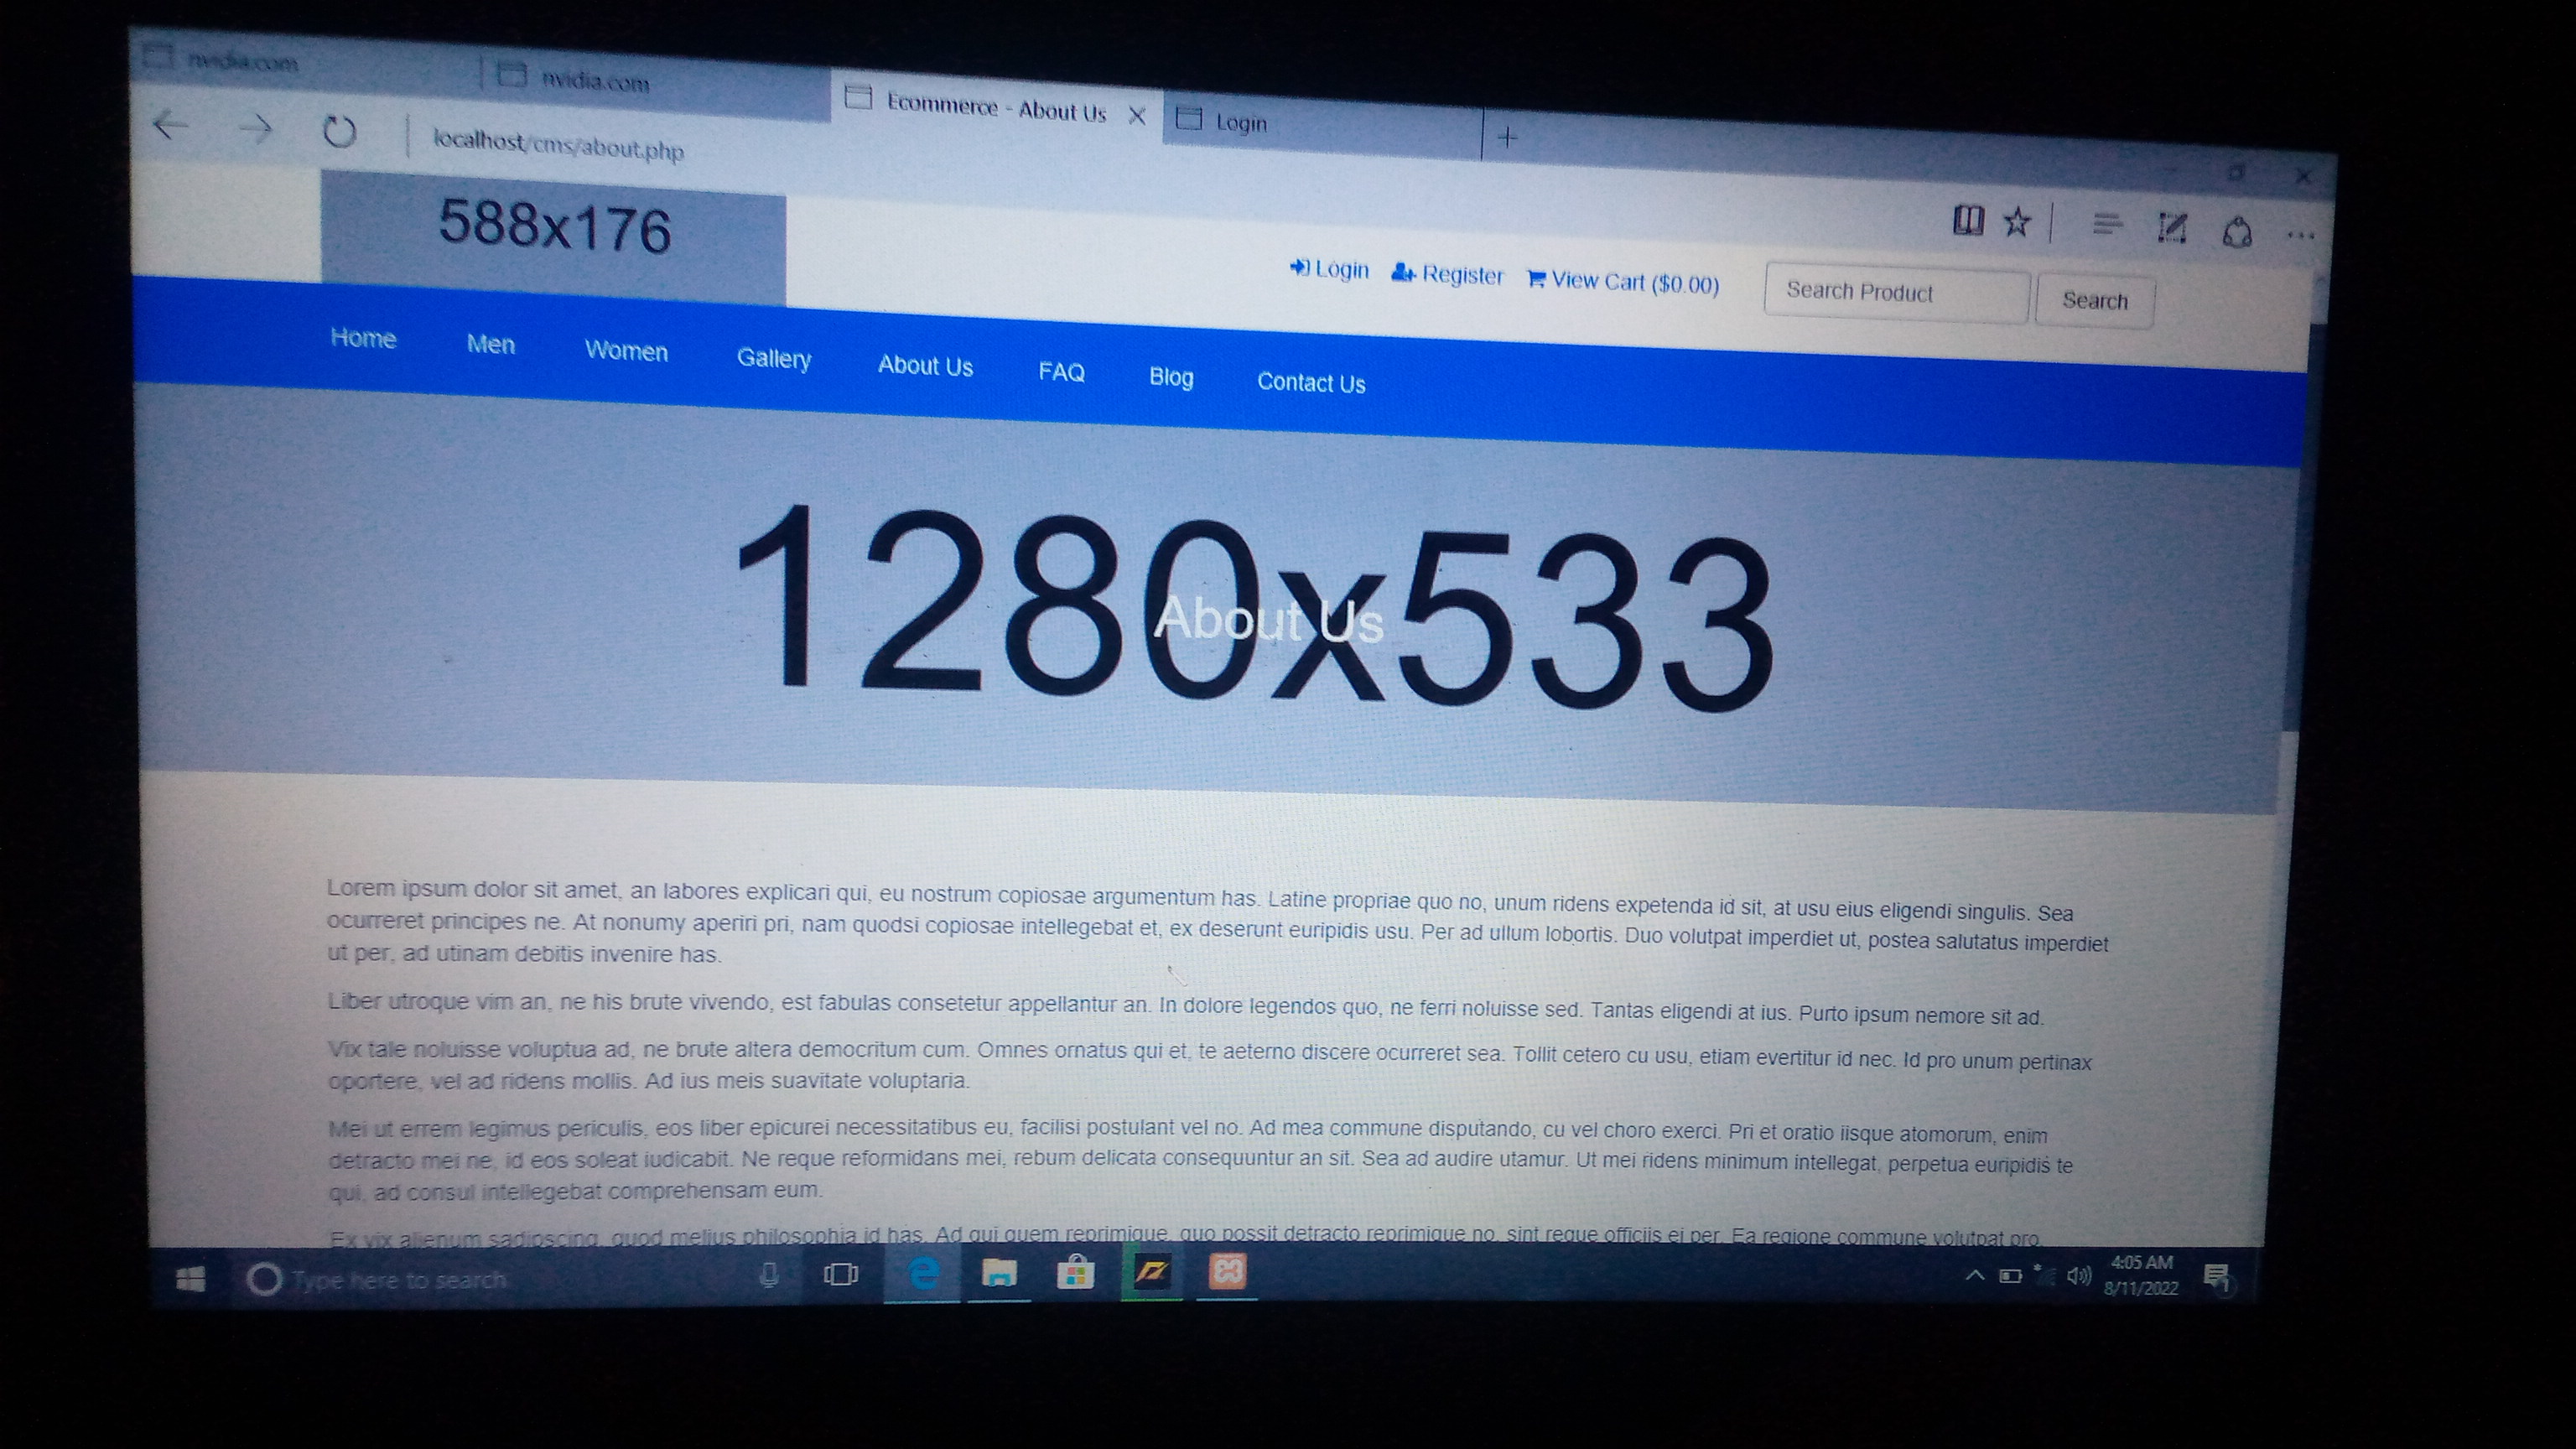 nvidia.com
nvidia.com
Ecommerce - About Us
Login
localhost/cms/about.php
588x176
Login Register View Cart ($0.00) Search Product Search
Home Men Women Gallery About Us FAQ Blog Contact Us
1280x533
About Us
Lorem ipsum dolor sit amet, an labores explicari qui, eu nostrum copiosae argumentum has. Latine propriae quo no, unum ridens expetenda id sit, at usu eius eligendi singulis. Sea
ocurreret principes ne. At nonumy aperiri pri, nam quodsi copiosae intellegebat et, ex deserunt euripidis usu. Per ad ullum lobortis. Duo volutpat imperdiet ut, postea salutatus imperdiet
ut per, ad utinam debitis invenire has.
Liber utroque vim an, ne his brute vivendo, est fabulas consetetur appellantur an. In dolore legendos quo, ne ferri noluisse sed. Tantas eligendi at ius. Purto ipsum nemore sit ad.
Vix tale noluisse voluptua ad, ne brute altera democritum cum. Omnes ornatus qui et, te aeterno discere ocurreret sea. Tollit cetero cu usu, etiam evertitur id nec. Id pro unum pertinax
oportere, vel ad ridens mollis. Ad ius meis suavitate voluptaria.
Mei ut errem legimus periculis, eos liber epicurei necessitatibus eu, facilisi postulant vel no. Ad mea commune disputando, cu vel choro exerci. Pri et oratio iisque atomorum, enim
detracto mei ne, id eos soleat iudicabit. Ne reque reformidans mei, rebum delicata consequuntur an sit. Sea ad audire utamur. Ut mei ridens minimum intellegat, perpetua euripidis te
qui, ad consul intellegebat comprehensam eum.
Ex vix alienum sadipscing, quod melius philosophia id has. Ad qui quem reprimique, quo possit detracto reprimique no, sint reque officiis ei per. Ea regione commune volutpat pro.
Type here to search
4:05 AM
8/11/2022
1